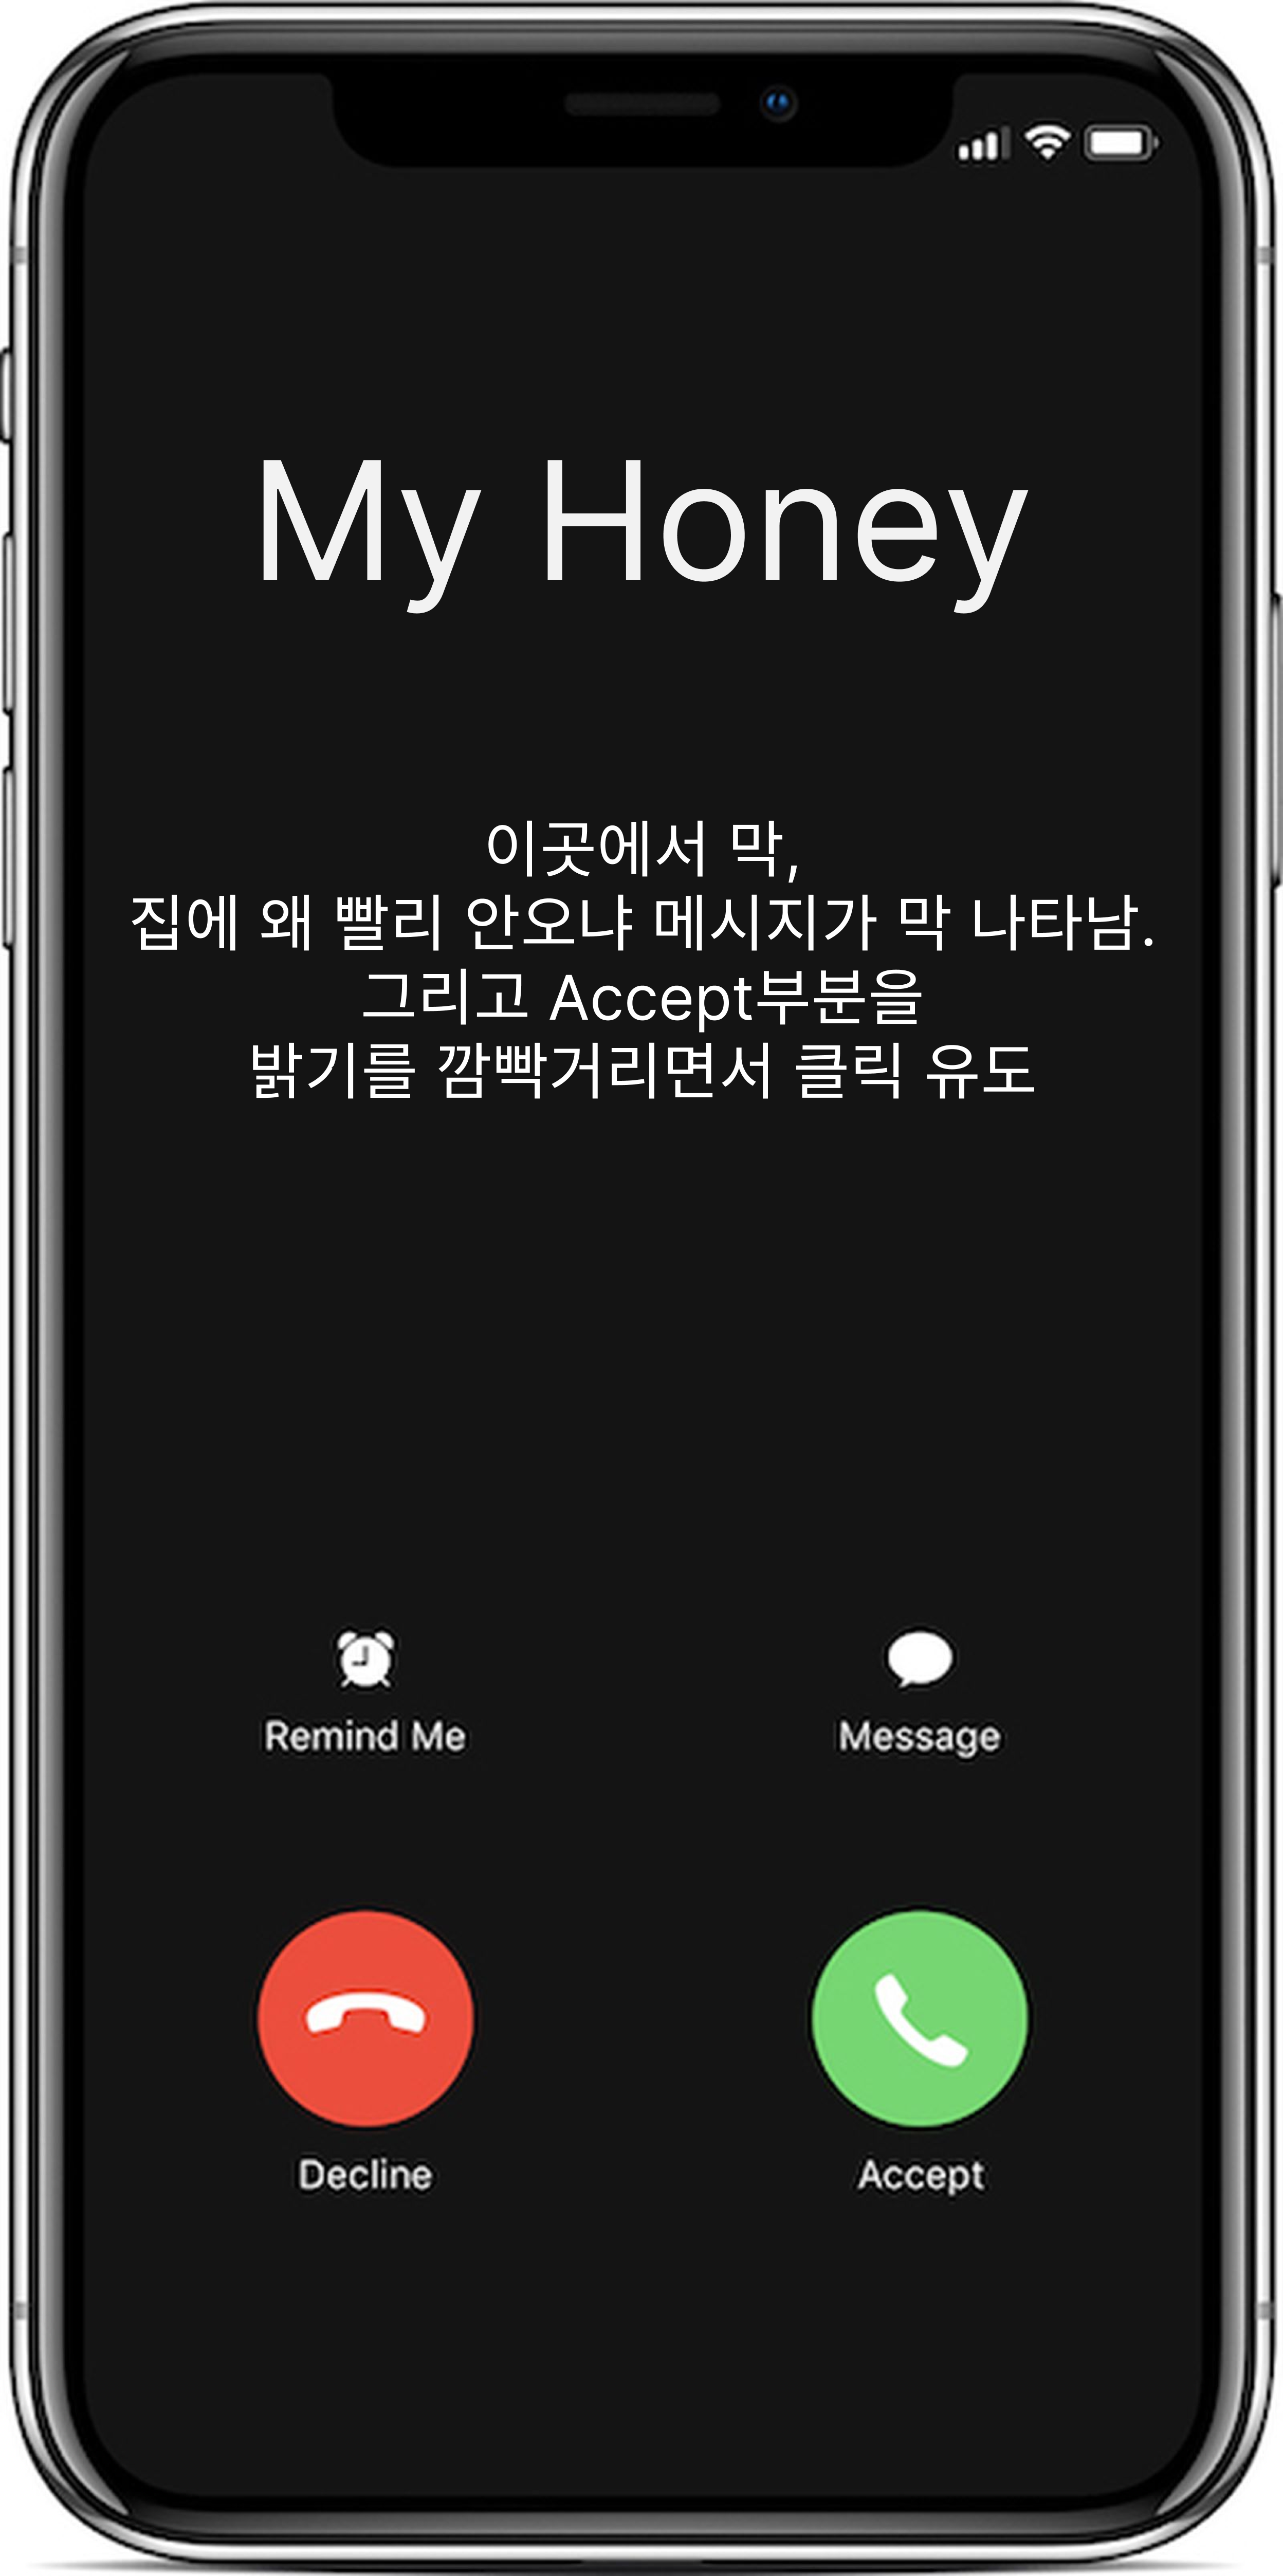 My Honey
이곳에서 막,
집에 왜 빨리 안오냐 메시지가 막 나타남.
그리고 Accept부분을
밝기를 깜빡거리면서 클릭 유도
Remind Me
Message
Decline
Accept